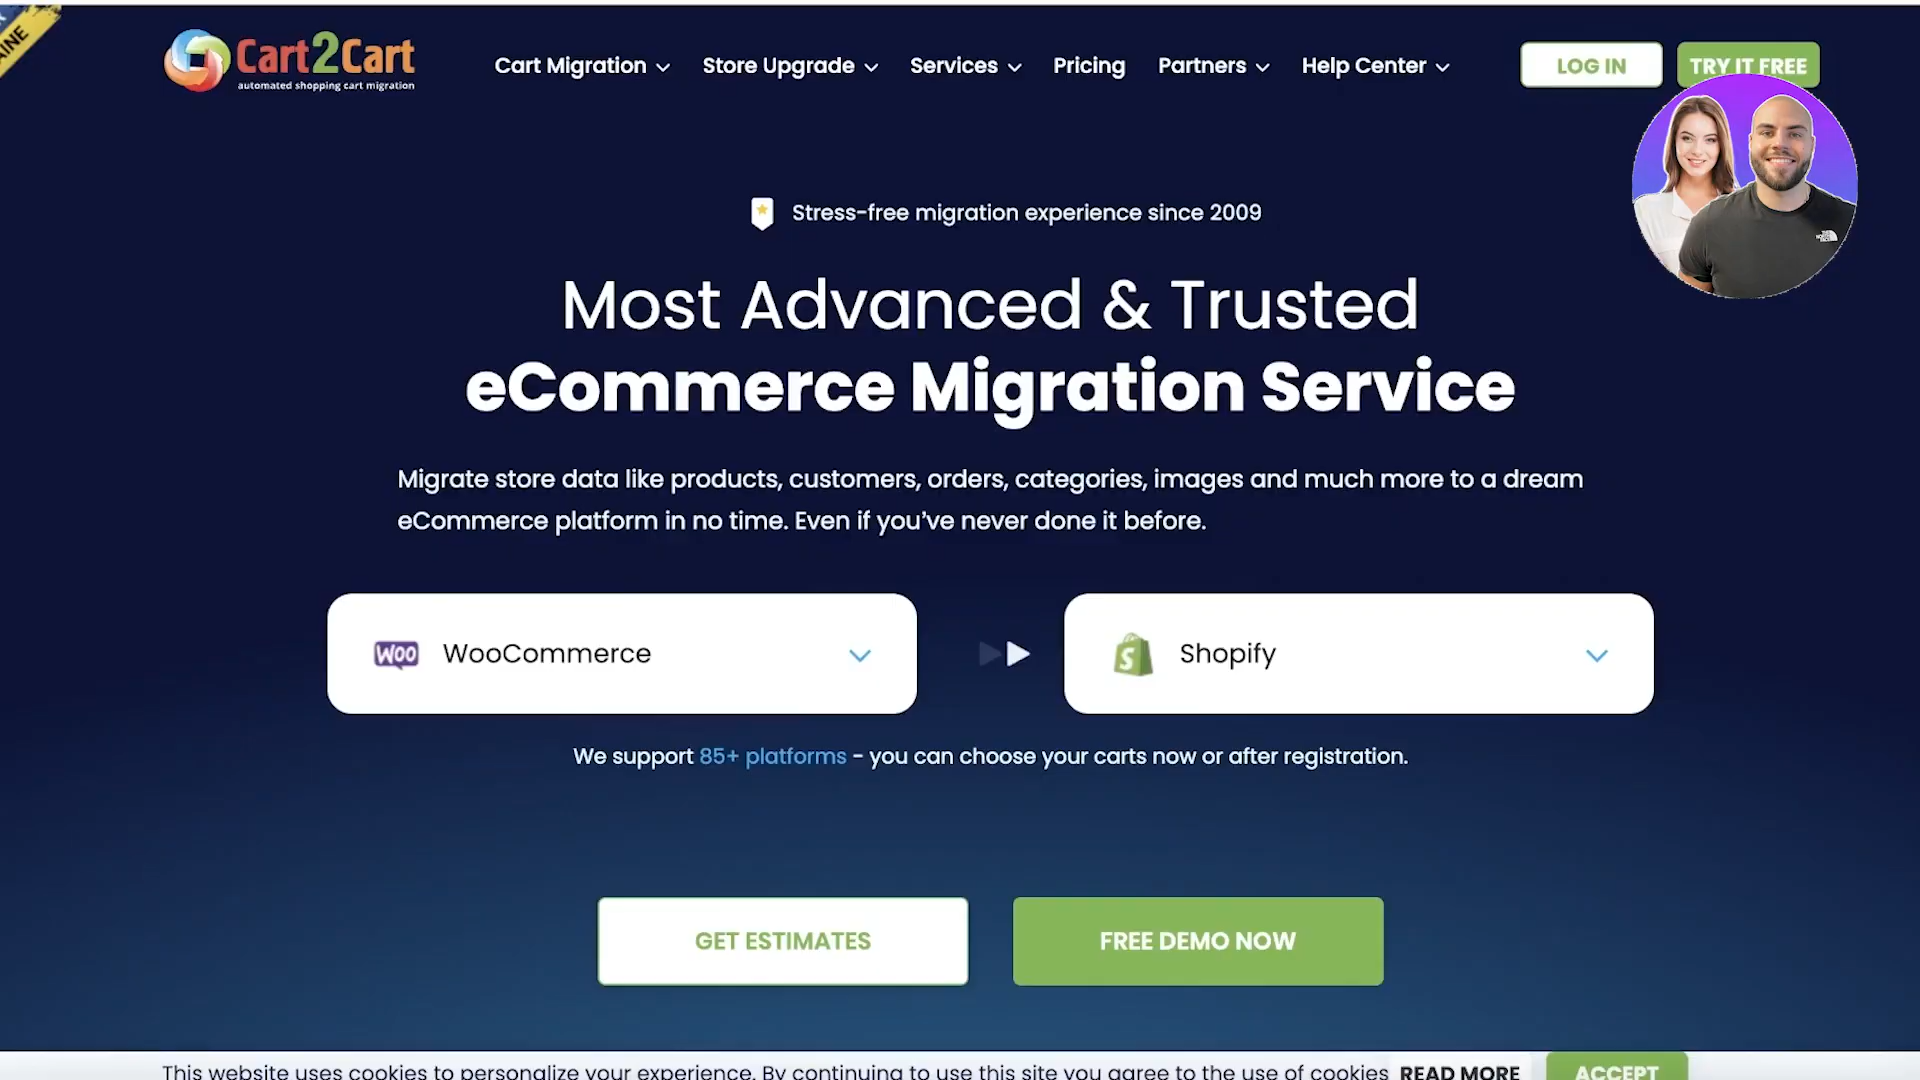 Cart2Cart
automated shopping cart migration
Cart Migration
Store Upgrade
Services
Pricing
Partners
Help Center
LOG IN
TRY IT FREE
Stress-free migration experience since 2009
Most Advanced & Trusted
eCommerce Migration Service
Migrate store data like products, customers, orders, categories, images and much more to a dream
eCommerce platform in no time. Even if you’ve never done it before.
WOO WooCommerce
S Shopify
We support 85+ platforms - you can choose your carts now or after registration.
GET ESTIMATES
FREE DEMO NOW
This website uses cookies to personalize your experience. By continuing to use this site you agree to the use of cookies
READ MORE
ACCEPT